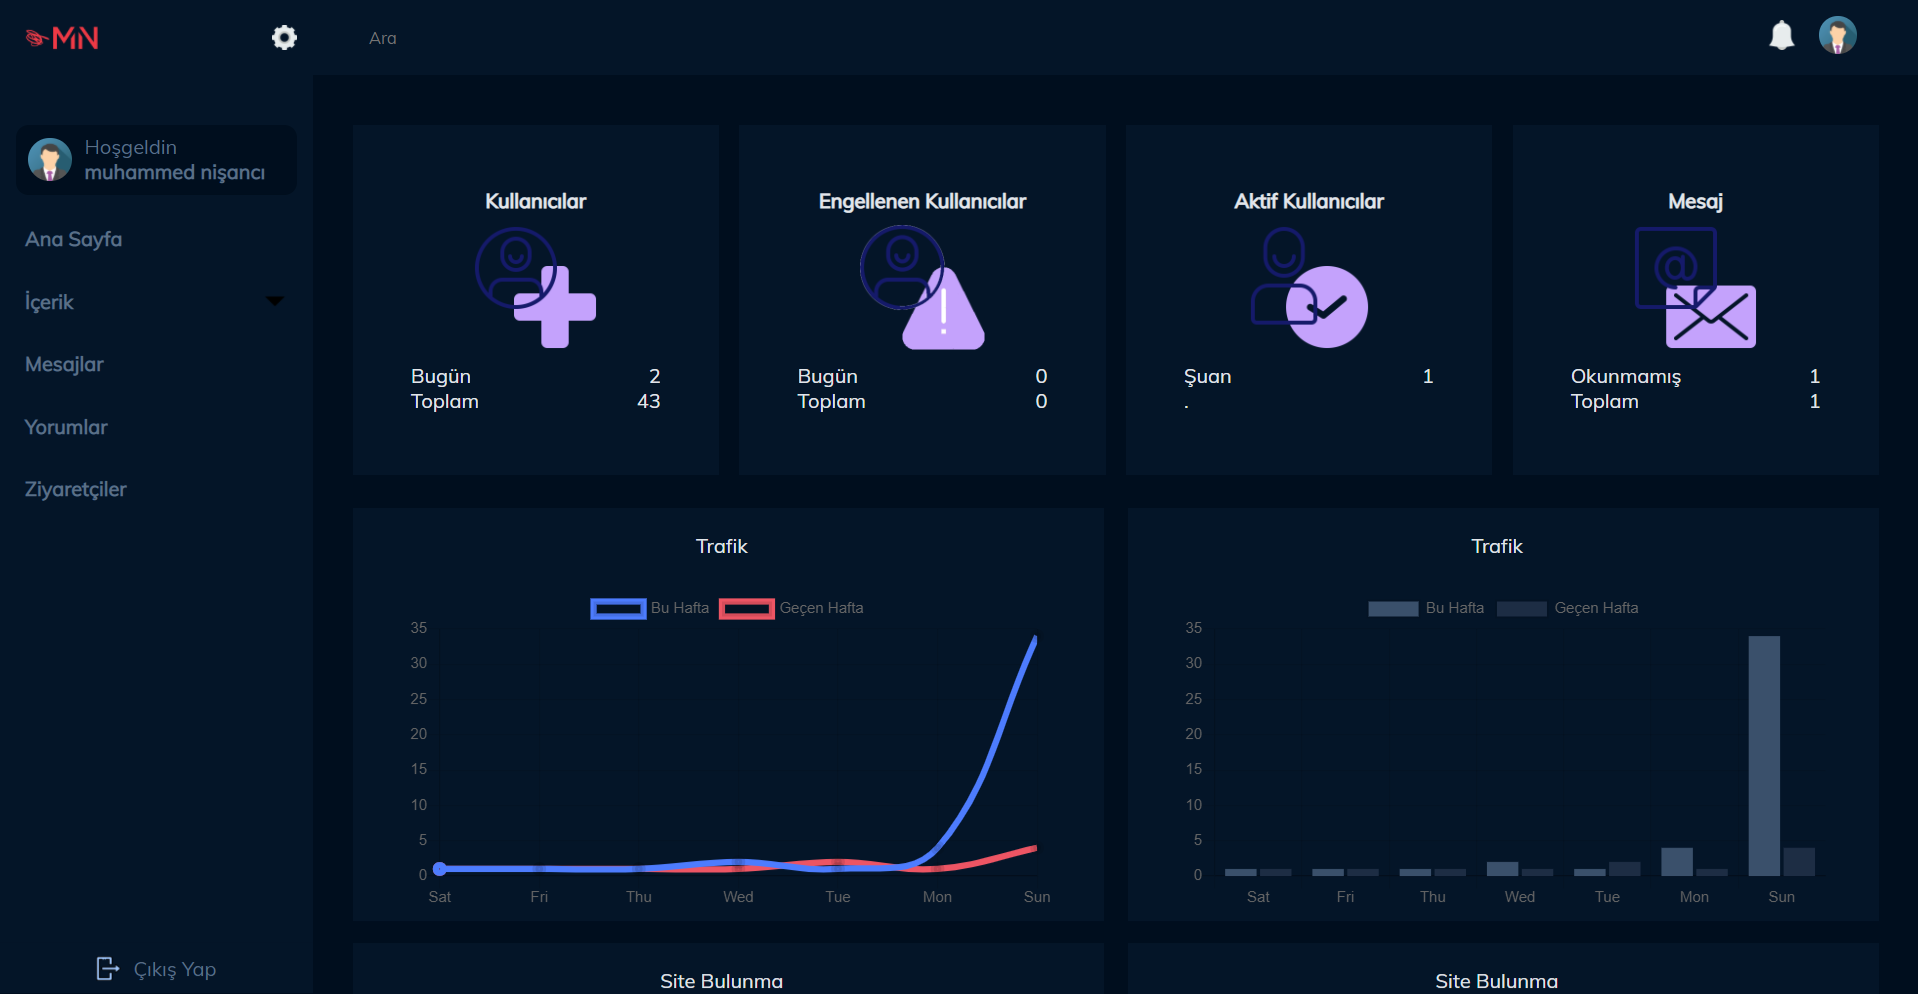 MN
Ara
Hoşgeldin
muhammed nişancı
Ana Sayfa
İçerik
Mesajlar
Yorumlar
Ziyaretçiler
Çıkış Yap
Kullanıcılar
Bugün 2
Toplam 43
Engellenen Kullanıcılar
Bugün 0
Toplam 0
Aktif Kullanıcılar
Şuan 1
.
Mesaj
@
Okunmamış 1
Toplam 1
Trafik
Bu Hafta Geçen Hafta
35
30
25
20
15
10
5
0
Sat Fri Thu Wed Tue Mon Sun
Trafik
Bu Hafta Geçen Hafta
35
30
25
20
15
10
5
0
Sat Fri Thu Wed Tue Mon Sun
Site Bulunma
Site Bulunma